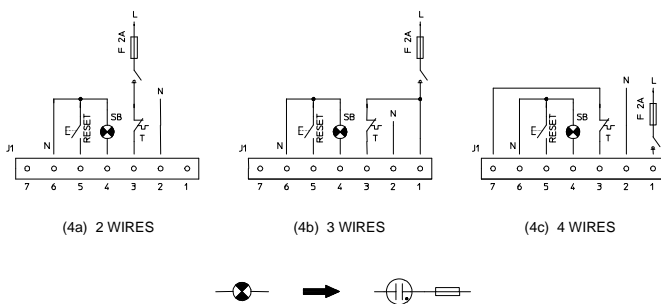 L
F 2A
N
N
RESET
SB
T
J1
7 6 5 4 3 2 1
(4a) 2 WIRES
L
F 2A
N
N
RESET
SB
T
J1
7 6 5 4 3 2 1
(4b) 3 WIRES
L
F 2A
N
N
RESET
SB
T
J1
7 6 5 4 3 2 1
(4c) 4 WIRES